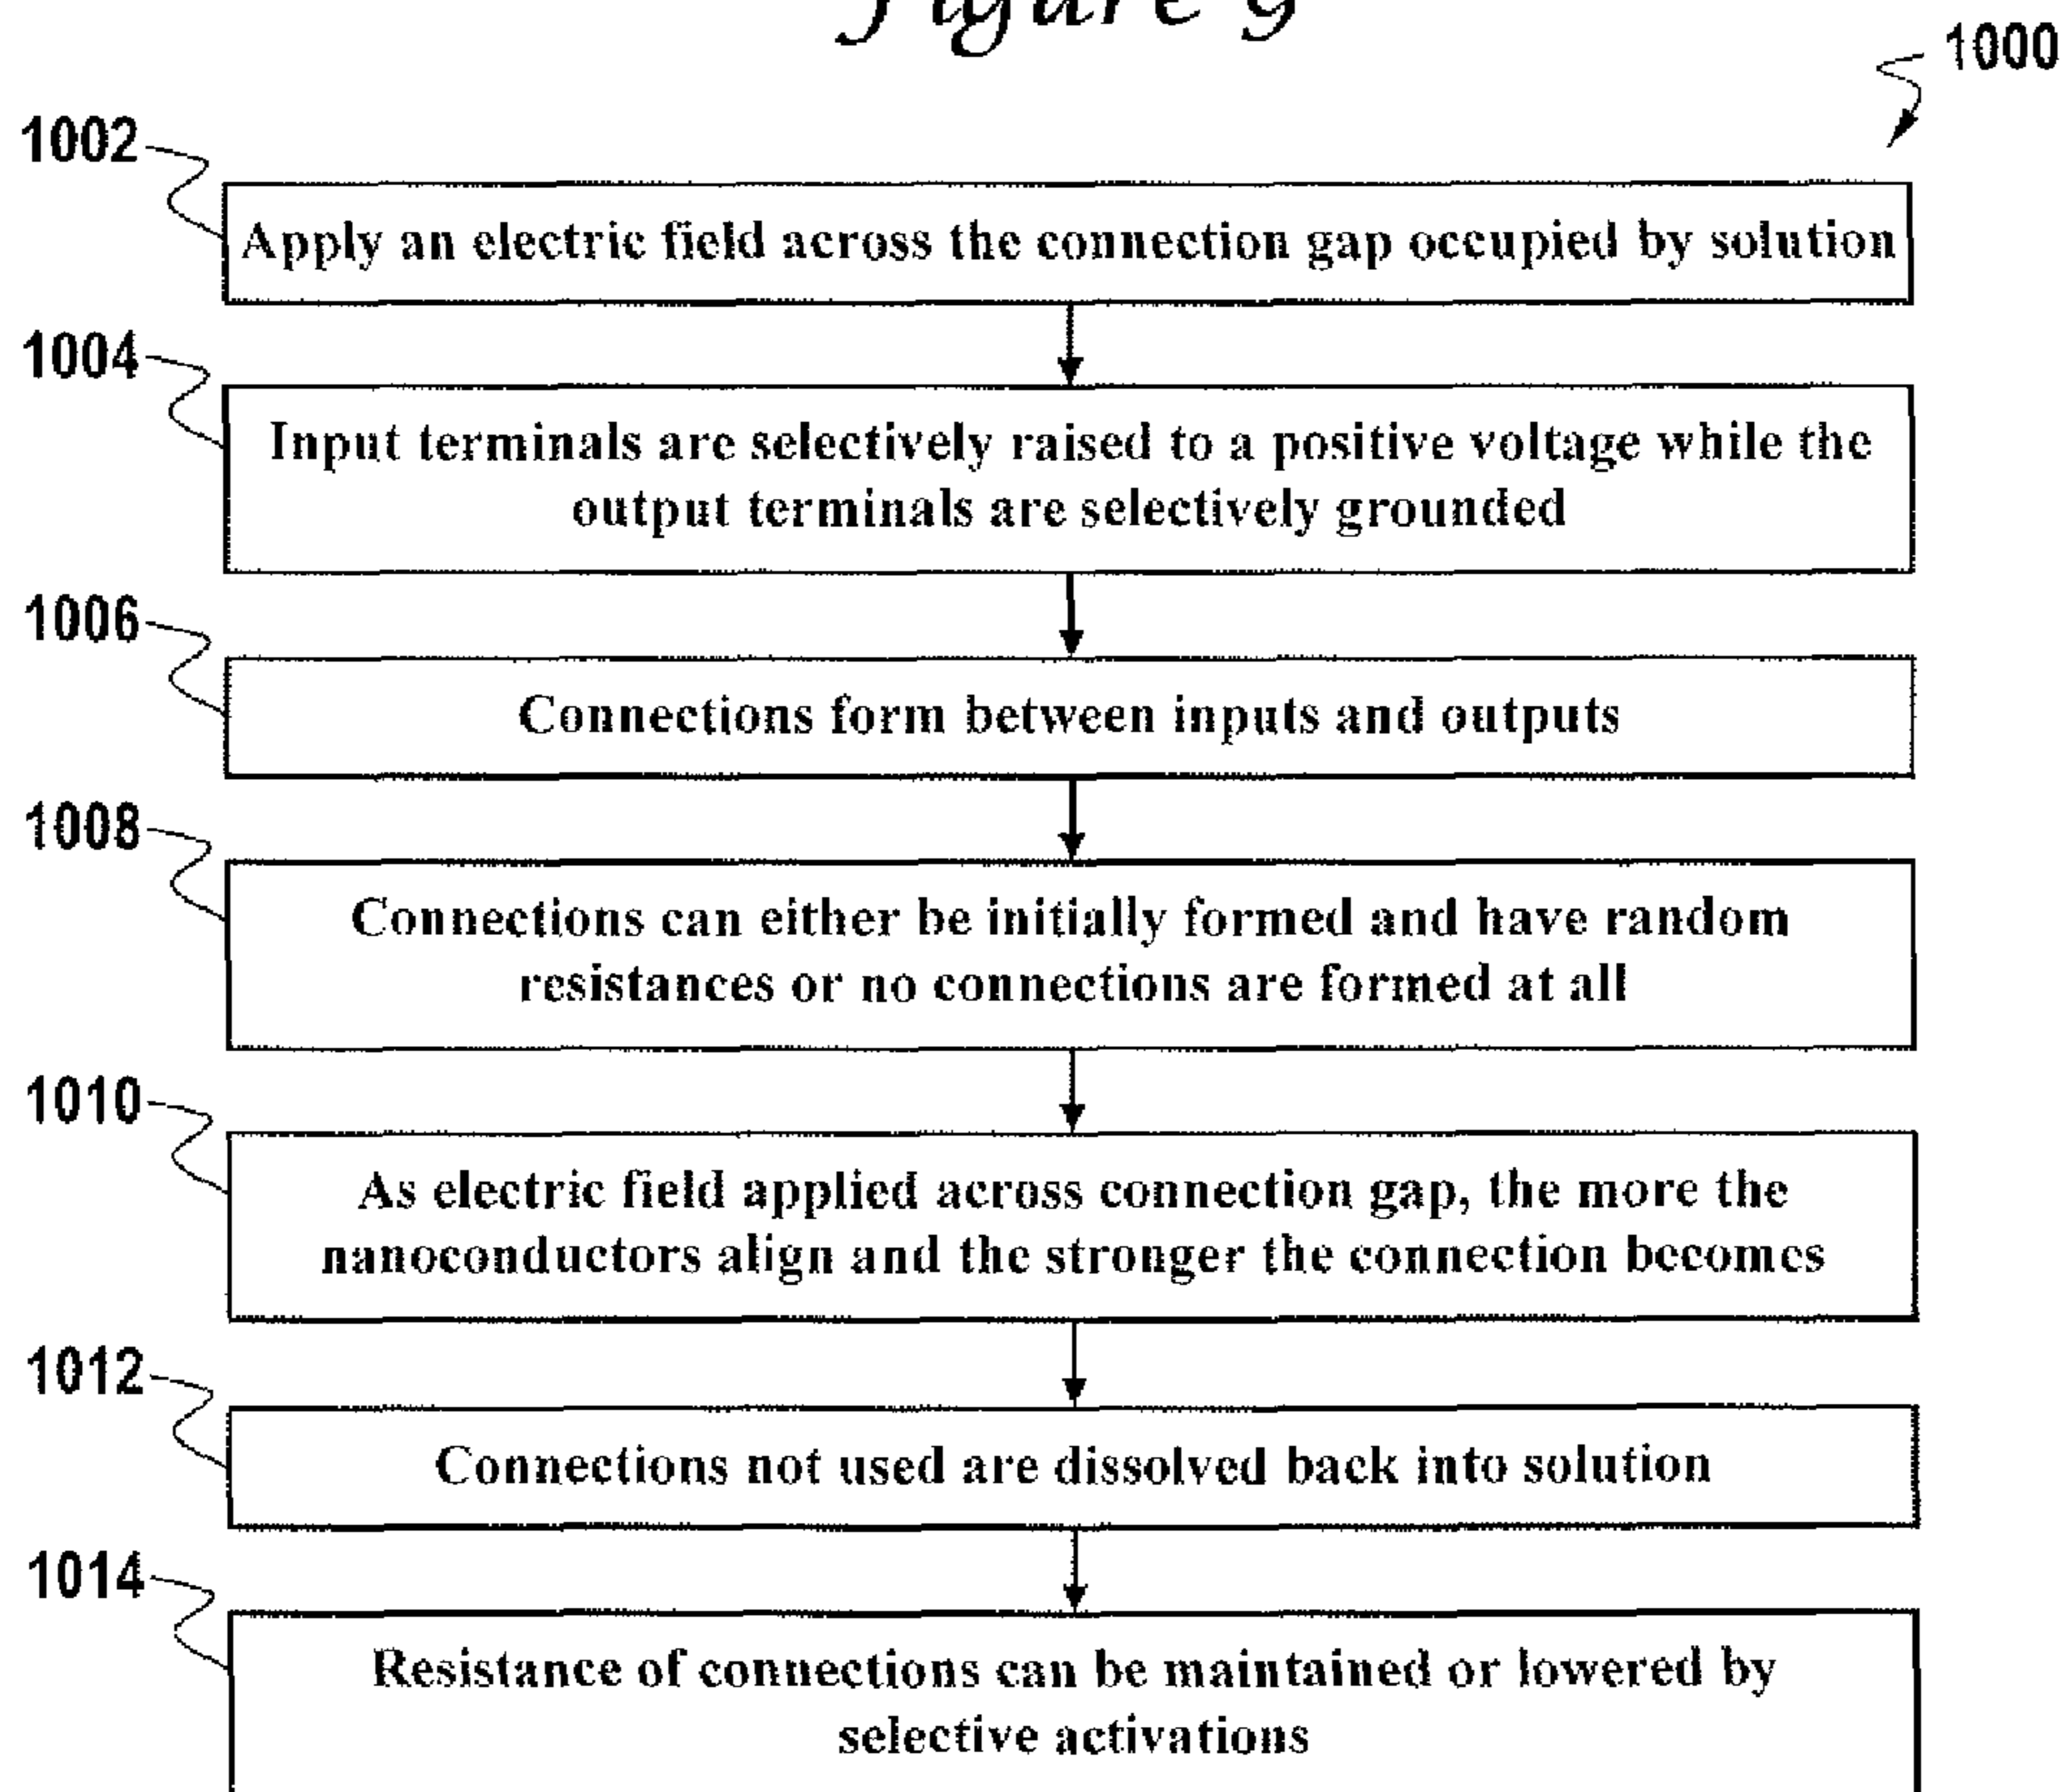 Figure 9
1000
1002
Apply an electric field across the connection gap occupied by solution
1004
Input terminals are selectively raised to a positive voltage while the
output terminals are selectively grounded
1006
Connections form between inputs and outputs
1008
Connections can either be initially formed and have random
resistances or no connections are formed at all
1010
As electric field applied across connection gap, the more the
nanoconductors align and the stronger the connection becomes
1012
Connections not used are dissolved back into solution
1014
Resistance of connections can be maintained or lowered by
selective activations